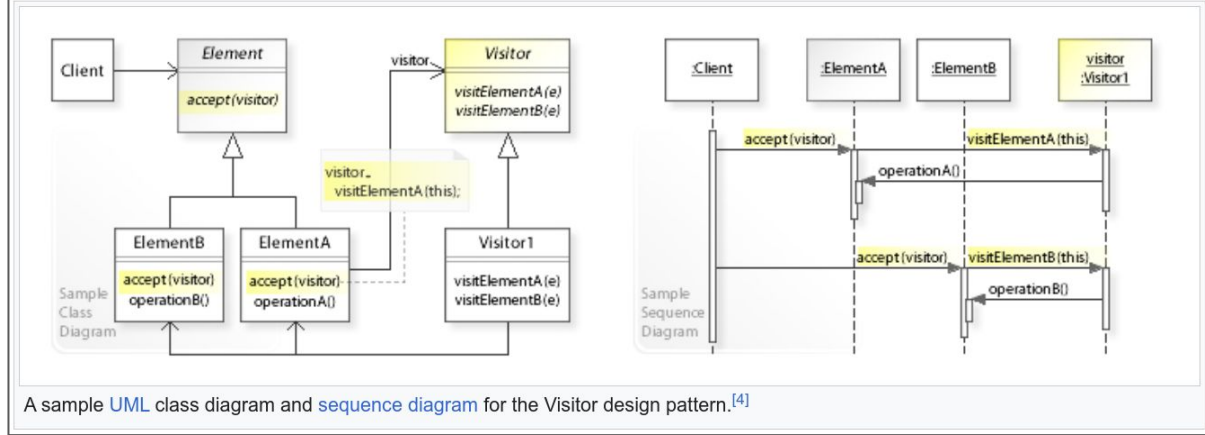 Client
Element
accept(visitor)
visitor
Visitor
visitElementA(e)
visitElementB(e)
visitor.
visitElementA(this);
ElementB
accept(visitor)
operationB()
ElementA
accept(visitor)
operationA()
Visitor1
visitElementA(e)
visitElementB(e)
Sample
Class
Diagram
:Client
:ElementA
:ElementB
visitor
:Visitor1
accept(visitor)
visitElementA(this)
operationA()
accept(visitor)
visitElementB(this)
operationB()
Sample
Sequence
Diagram
A sample UML class diagram and sequence diagram for the Visitor design pattern.[4]